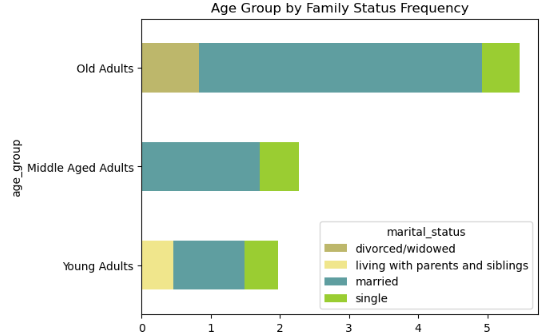 Age Group by Family Status Frequency
age_group
Old Adults
Middle Aged Adults
Young Adults
marital_status
divorced/widowed
living with parents and siblings
married
single
0 1 2 3 4 5